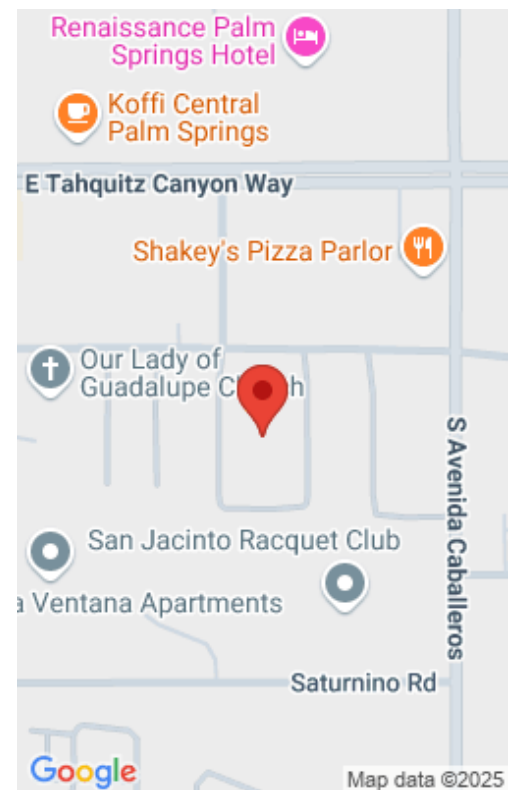 Renaissance Palm
Springs Hotel
Koffi Central
Palm Springs
E Tahquitz Canyon Way
Shakey's Pizza Parlor
Our Lady of
Guadalupe C h
S Avenida Caballeros
San Jacinto Racquet Club
a Ventana Apartments
Saturnino Rd
Google
Map data ©2025